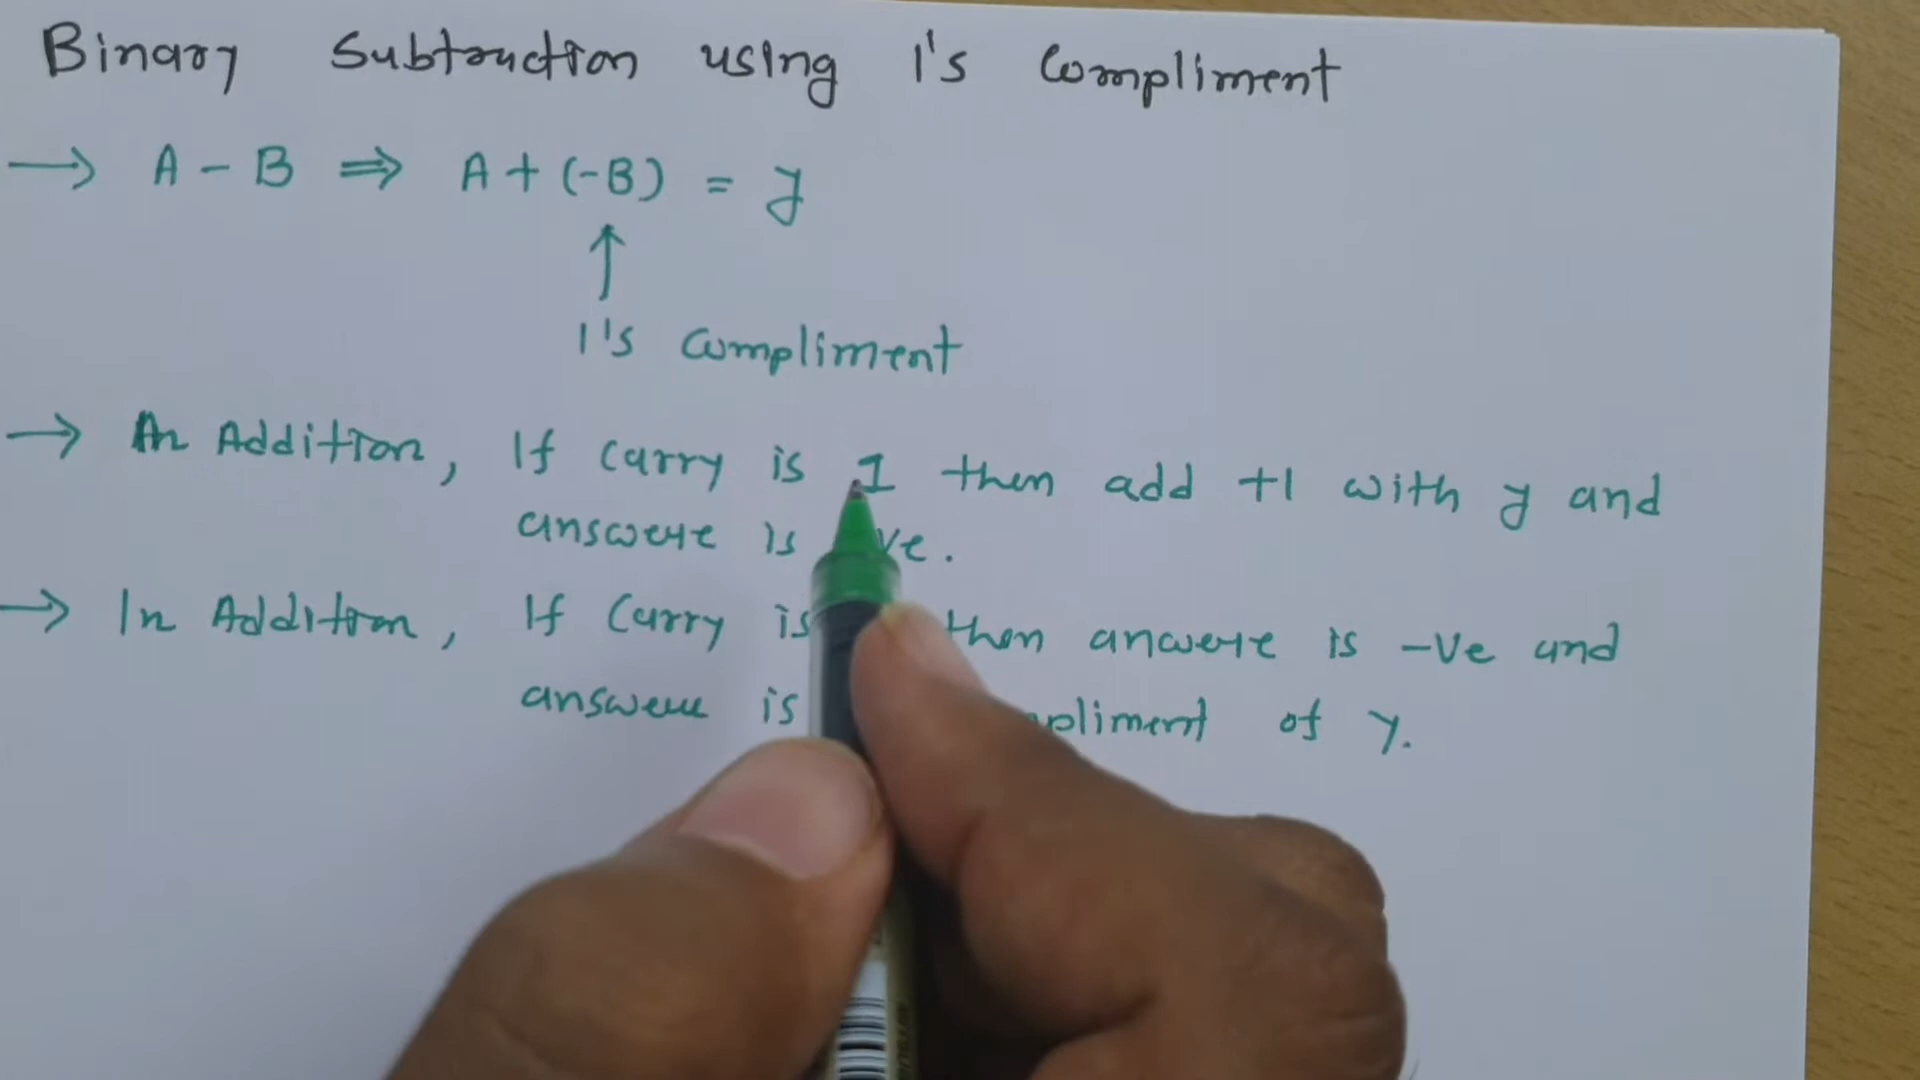 Binary Subtraction using 1's Compliment
→ A - B ⇒ A + (-B) = y
↑
1's compliment
→ In Addition, If carry is 1 then add +1 with y and
answere is ve.
→ In Addition, If Carry is then anwere is -ve and
answere is pliment of y.